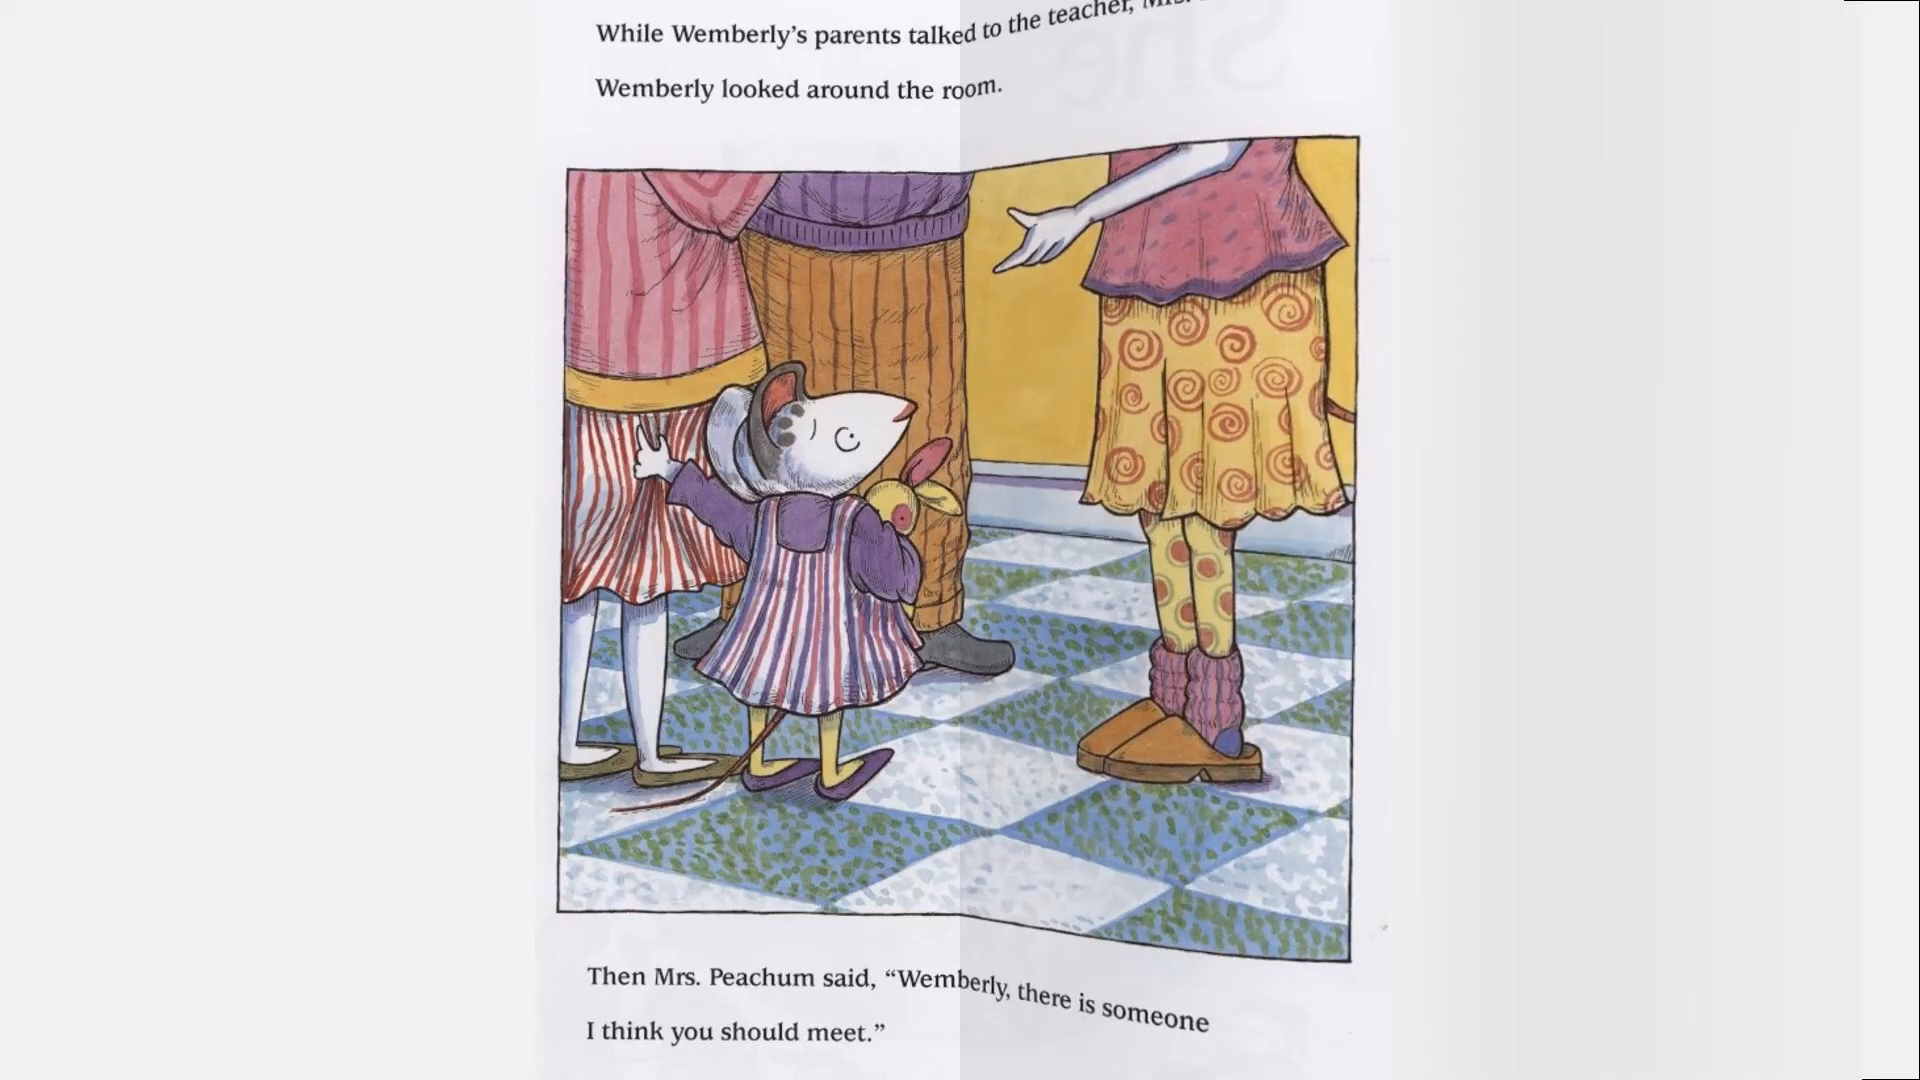 While Wemberly's parents talked to the teacher, Mrs.
Wemberly looked around the room.
Then Mrs. Peachum said, “Wemberly, there is someone
I think you should meet.”